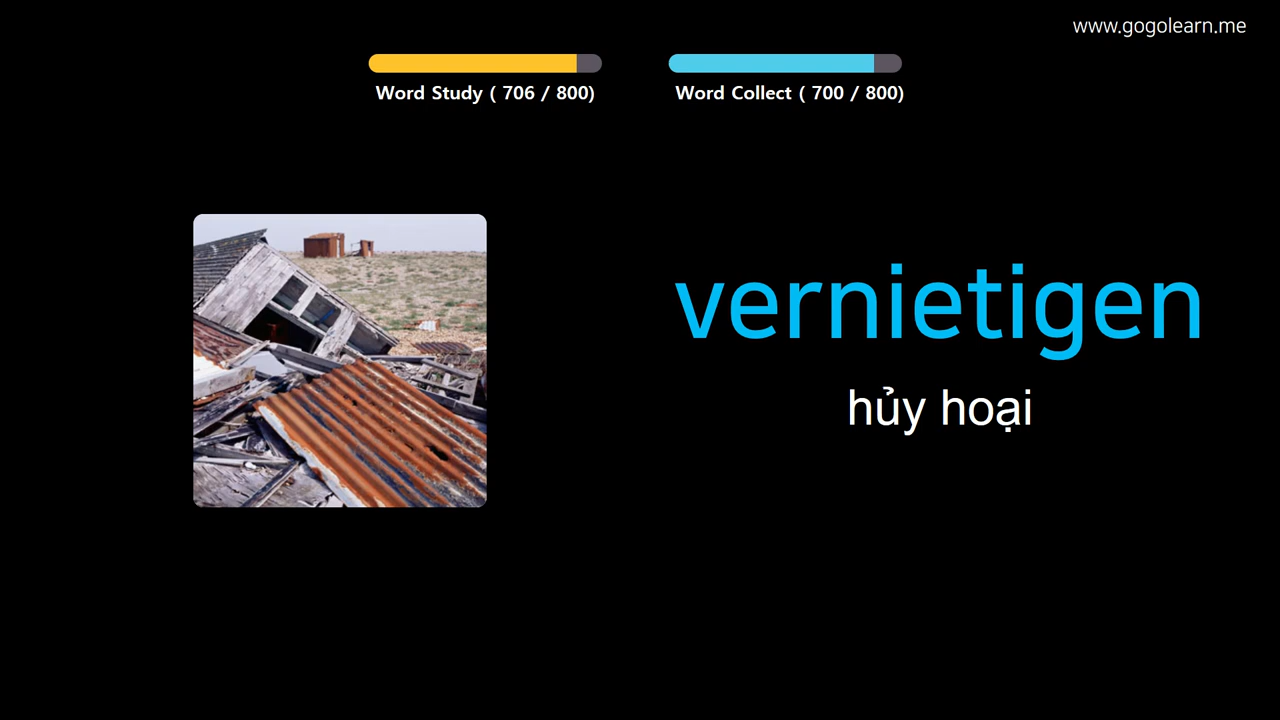 www.gogolearn.me
Word Study ( 706 / 800)
Word Collect ( 700 / 800)
vernietigen
hủy hoại